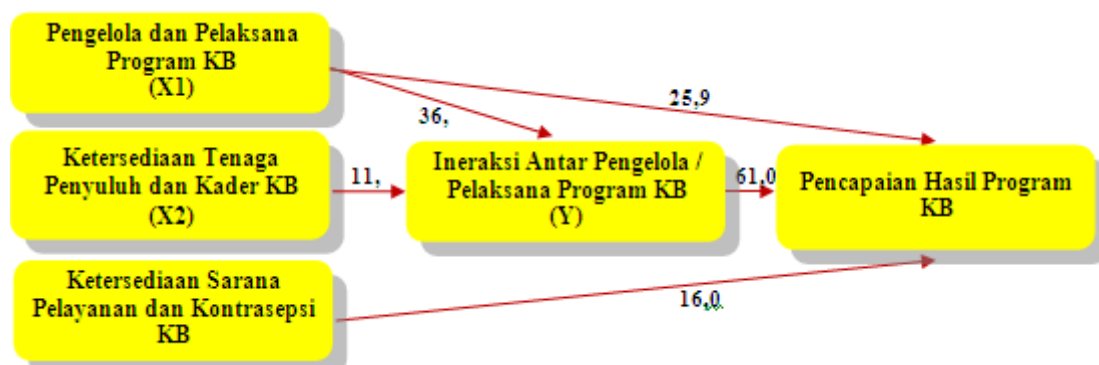 Pengelola dan Pelaksana
Program KB
(X1)
25,9
36,
Ketersediaan Tenaga
Penyuluh dan Kader KB
(X2)
11,
Ineraksi Antar Pengelola /
Pelaksana Program KB
(Y)
61,0
Pencapaian Hasil Program
KB
Ketersediaan Sarana
Pelayanan dan Kontrasepsi
KB
16,0